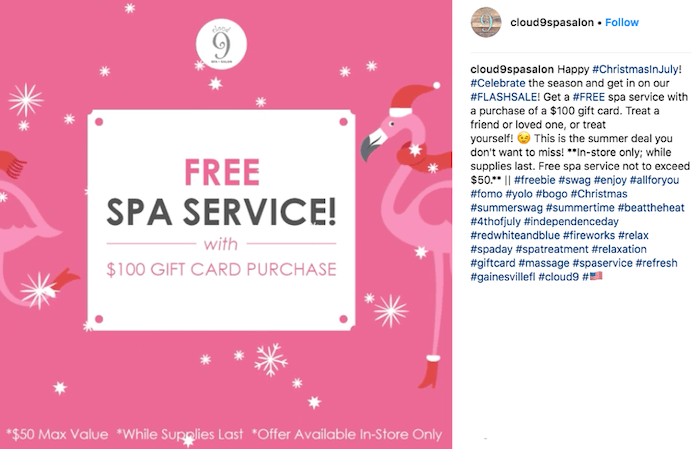 cloud
9
SPA + SALON
FREE
SPA SERVICE!
with
$100 GIFT CARD PURCHASE
*$50 Max Value *While Supplies Last *Offer Available In-Store Only
cloud9spasalon • Follow
cloud9spasalon Happy #ChristmasInJuly!
#Celebrate the season and get in on our
#FLASHSALE! Get a #FREE spa service with
a purchase of a $100 gift card. Treat a
friend or loved one, or treat
yourself! 😉 This is the summer deal you
don't want to miss! **In-store only; while
supplies last. Free spa service not to exceed
$50.** || #freebie #swag #enjoy #allforyou
#fomo #yolo #bogo #Christmas
#summerswag #summertime #beattheheat
#4thofjuly #independenceday
#redwhiteandblue #fireworks #relax
#spaday #spatreatment #relaxation
#giftcard #massage #spaservice #refresh
#gainesvillefl #cloud9 #🇺🇸